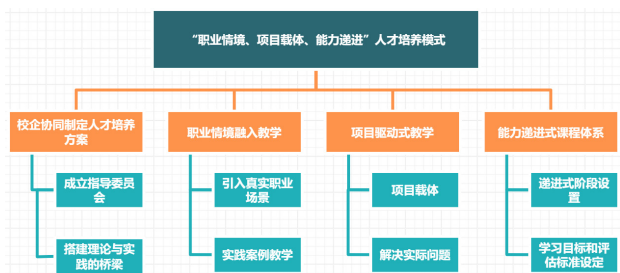 “职业情境、项目载体、能力递进”人才培养模式
校企协同制定人才培养
方案
职业情境融入教学
项目驱动式教学
能力递进式课程体系
成立指导委员
会
引入真实职业
场景
项目载体
递进式阶段设
置
搭建理论与实
践的桥梁
实践案例教学
解决实际问题
学习目标和评
估标准设定